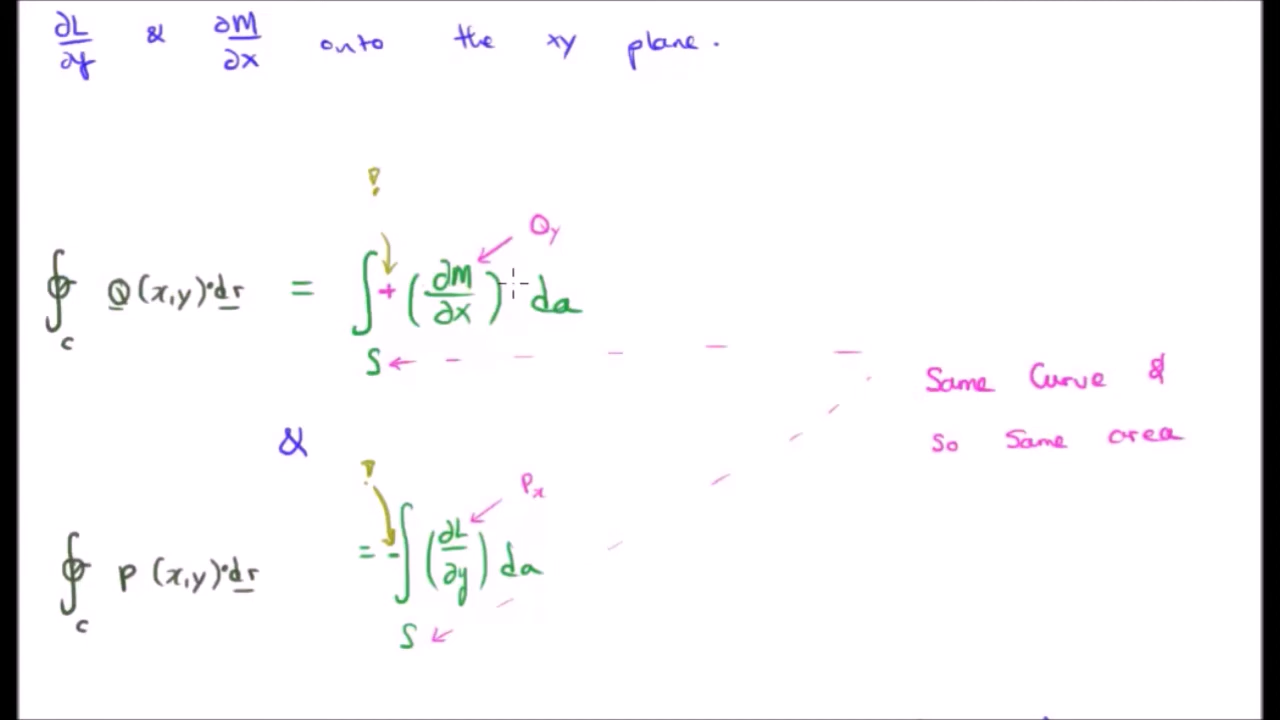 ∂L/∂y & ∂M/∂x onto the xy plane.
!
Qy
∮c Q(x,y)·dr = ∫S + (∂M/∂x) da
Same Curve &
so same area
&
!
Px
∮c P(x,y)·dr = -∫S (∂L/∂y) da